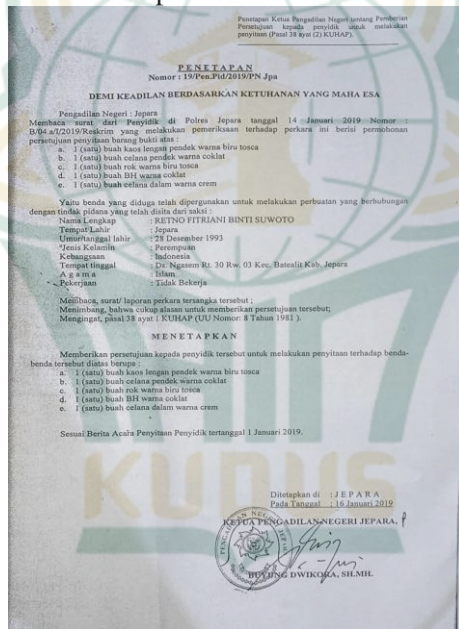 Penetapan Ketua Pengadilan Negeri tentang Pemberian
Persetujuan kepada penyidik untuk melakukan
penyitaan (Pasal 38 ayat (2) KUHAP).
PENETAPAN
Nomor : 19/Pen.Pid/2019/PN Jpa
DEMI KEADILAN BERDASARKAN KETUHANAN YANG MAHA ESA
Pengadilan Negeri : Jepara
Membaca surat dari Penyidik di Polres Jepara tanggal 14 Januari 2019 Nomor :
B/04.a/I/2019/Reskrim yang melakukan pemeriksaan terhadap perkara ini berisi permohonan
persetujuan penyitaan barang bukti atas :
a. 1 (satu) buah kaos lengan pendek warna biru tosca
b. 1 (satu) buah celana pendek warna coklat
c. 1 (satu) buah rok warna biru tosca
d. 1 (satu) buah BH warna coklat
e. 1 (satu) buah celana dalam warna crem
Yaitu benda yang diduga telah dipergunakan untuk melakukan perbuatan yang berhubungan
dengan tindak pidana yang telah disita dari saksi :
Nama Lengkap : RETNO FITRIANI BINTI SUWOTO
Tempat Lahir : Jepara
Umur/tanggal lahir : 28 Desember 1993
Jenis Kelamin : Perempuan
Kebangsaan : Indonesia
Tempat tinggal : Ds. Ngasem Rt. 30 Rw. 03 Kec. Batealit Kab. Jepara
A g a m a : Islam
Pekerjaan : Tidak Bekerja
Membaca, surat/ laporan perkara tersangka tersebut ;
Menimbang, bahwa cukup alasan untuk memberikan persetujuan tersebut;
Mengingat, pasal 38 ayat 1 KUHAP (UU Nomor: 8 Tahun 1981 ).
M E N E T A P K A N
Memberikan persetujuan kepada penyidik tersebut untuk melakukan penyitaan terhadap benda-
benda tersebut diatas berupa :
a. 1 (satu) buah kaos lengan pendek warna biru tosca
b. 1 (satu) buah celana pendek warna coklat
c. 1 (satu) buah rok warna biru tosca
d. 1 (satu) buah BH warna coklat
e. 1 (satu) buah celana dalam warna crem
Sesuai Berita Acara Penyitaan Penyidik tertanggal 1 Januari 2019.
KUDUS
Ditetapkan di : J E P A R A
Pada Tanggal : 16 Januari 2019
KETUA PENGADILAN NEGERI JEPARA,
BUYUNG DWIKORA, SH.MH.